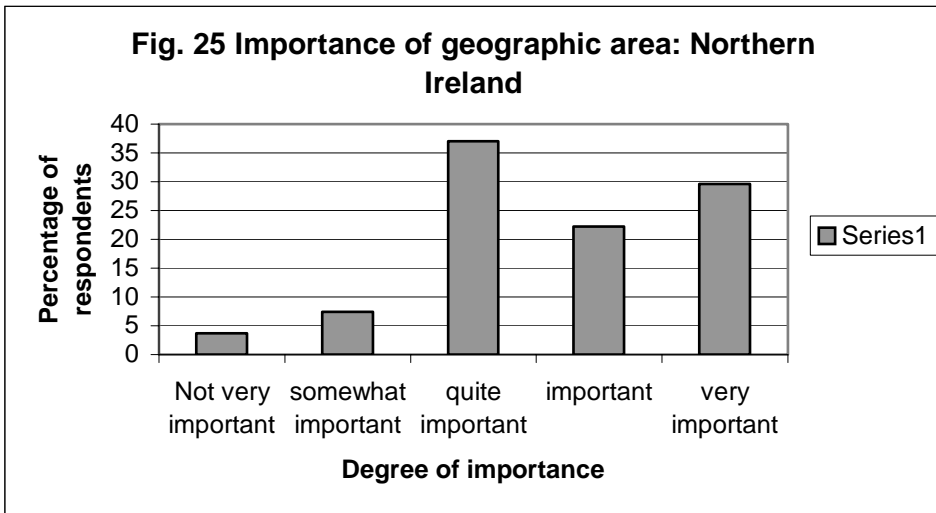 Fig. 25 Importance of geographic area: Northern
Ireland
Percentage of
respondents
40
35
30
25
20
15
10
5
0
Not very
important
somewhat
important
quite
important
important
very
important
Degree of importance
Series1